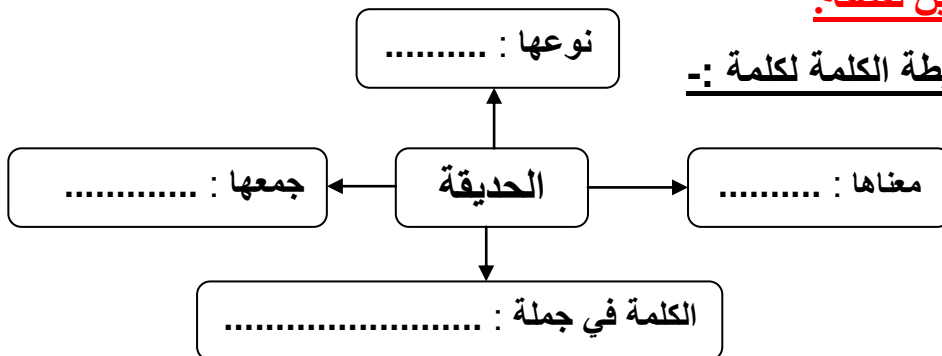 نوعها : ..........
طة الكلمة لكلمة :-
معناها : ..........
الحديقة
جمعها : .............
الكلمة في جملة : .........................